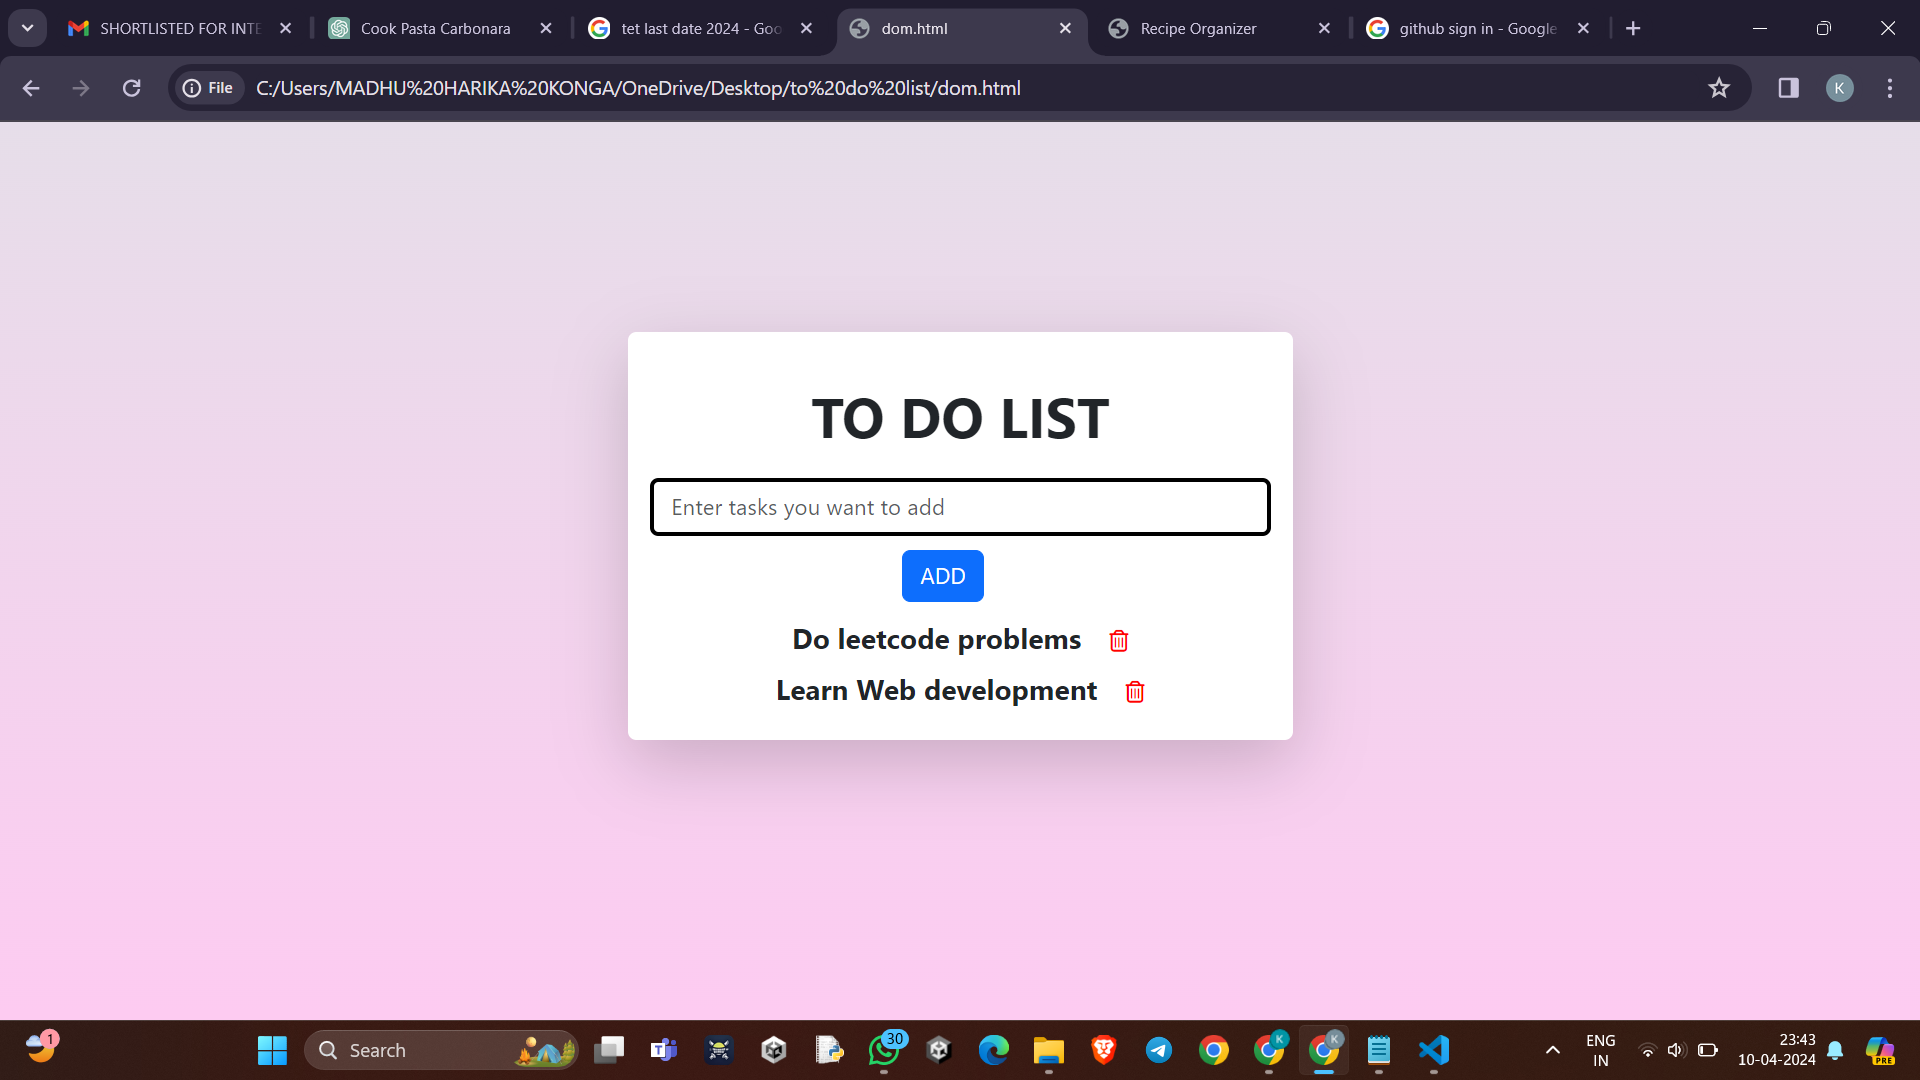 SHORTLISTED FOR INTE
Cook Pasta Carbonara
tet last date 2024 - Goo
dom.html
Recipe Organizer
github sign in - Google
File
C:/Users/MADHU%20HARIKA%20KONGA/OneDrive/Desktop/to%20do%20list/dom.html
K
TO DO LIST
Enter tasks you want to add
ADD
Do leetcode problems
Learn Web development
1
Search
T
30
K
K
ENG
IN
23:43
10-04-2024
PRE